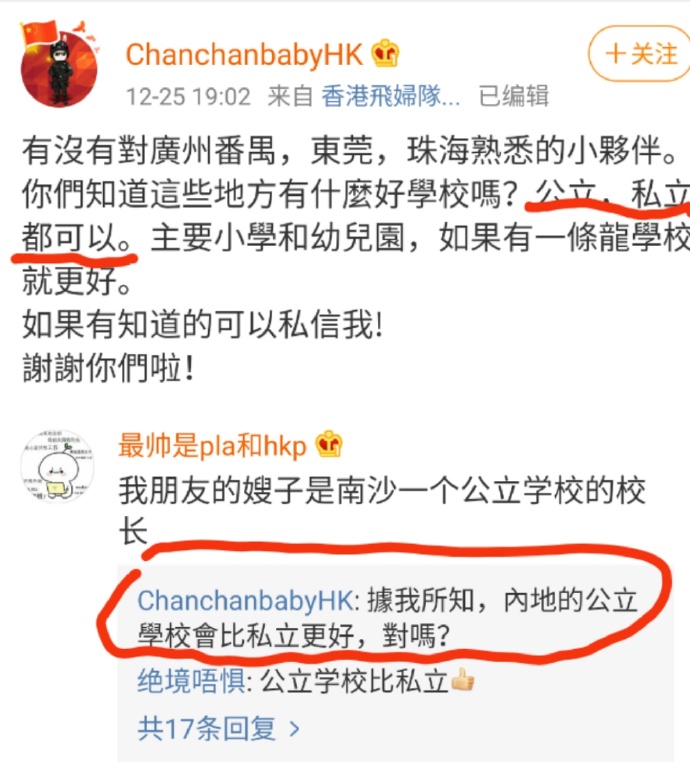 ChanchanbabyHK
+关注
12-25 19:02 来自 香港飛婦隊... 已编辑
有沒有對廣州番禺，東莞，珠海熟悉的小夥伴。
你們知道這些地方有什麼好學校嗎？公立，私立
都可以。主要小學和幼兒園，如果有一條龍學校
就更好。
如果有知道的可以私信我!
謝謝你們啦！
最帅是pla和hkp
我朋友的嫂子是南沙一个公立学校的校
长
ChanchanbabyHK: 據我所知，內地的公立
學校會比私立更好，對嗎？
绝境唔惧: 公立学校比私立👍
共17条回复 >